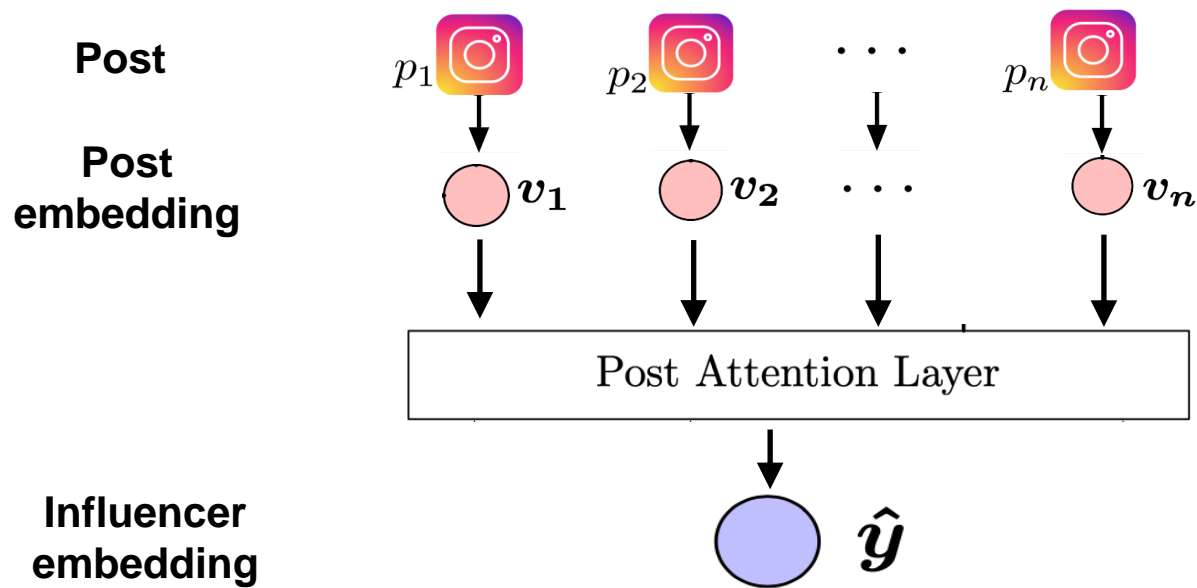 Post
p₁ p₂ · · · pₙ
Post
embedding
v₁ v₂ · · · vₙ
Post Attention Layer
Influencer
embedding
ŷ